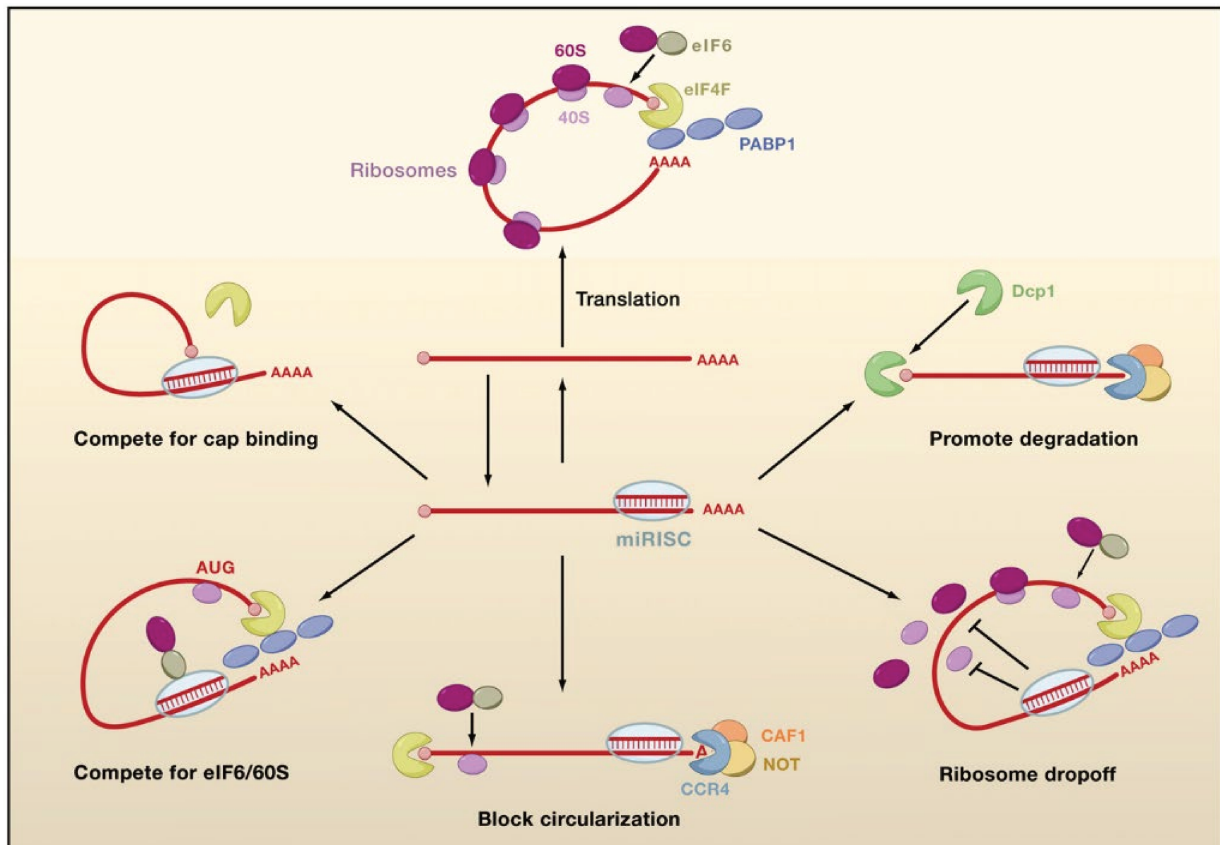 60S
eIF6
eIF4F
40S
PABP1
AAAA
Ribosomes
Translation
Dcp1
AAAA
AAAA
Compete for cap binding
Promote degradation
AAAA
miRISC
AUG
AAAA
AAAA
A
CAF1
NOT
CCR4
Compete for eIF6/60S
Ribosome dropoff
Block circularization